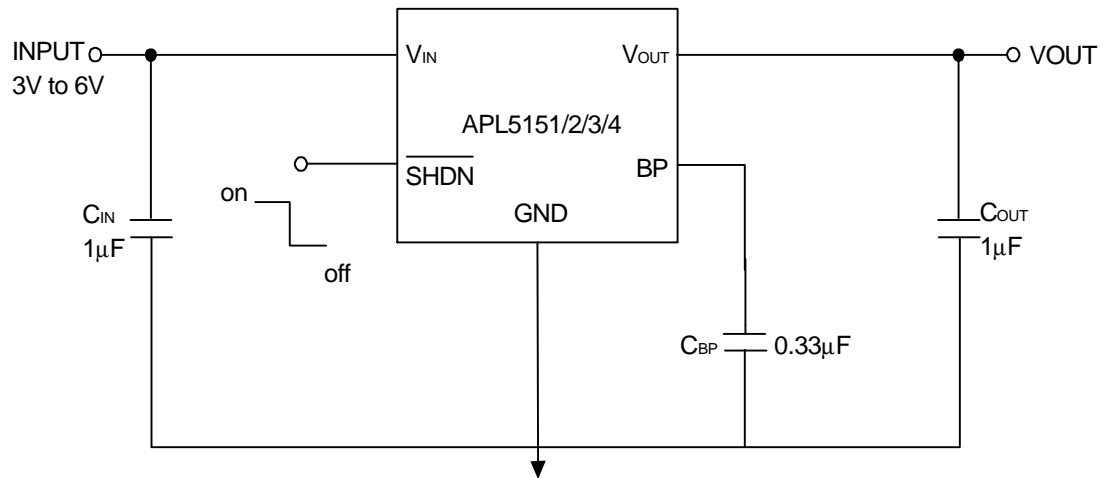 INPUT
3V to 6V
VIN
VOUT
VOUT
APL5151/2/3/4
SHDN
BP
GND
on
off
CIN
1µF
COUT
1µF
CBP
0.33µF